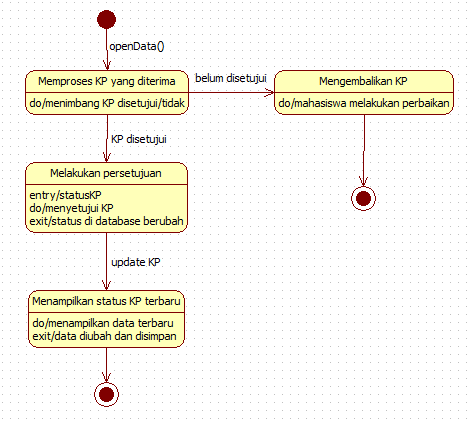 openData()
Memproses KP yang diterima
do/menimbang KP disetujui/tidak
belum disetujui
Mengembalikan KP
do/mahasiswa melakukan perbaikan
KP disetujui
Melakukan persetujuan
entry/statusKP
do/menyetujui KP
exit/status di database berubah
update KP
Menampilkan status KP terbaru
do/menampilkan data terbaru
exit/data diubah dan disimpan